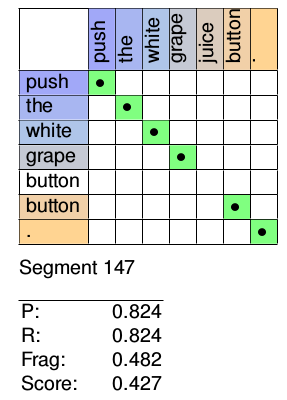 push the white grape juice button .
push
the
white
grape
button
button
.
Segment 147
P: 0.824
R: 0.824
Frag: 0.482
Score: 0.427